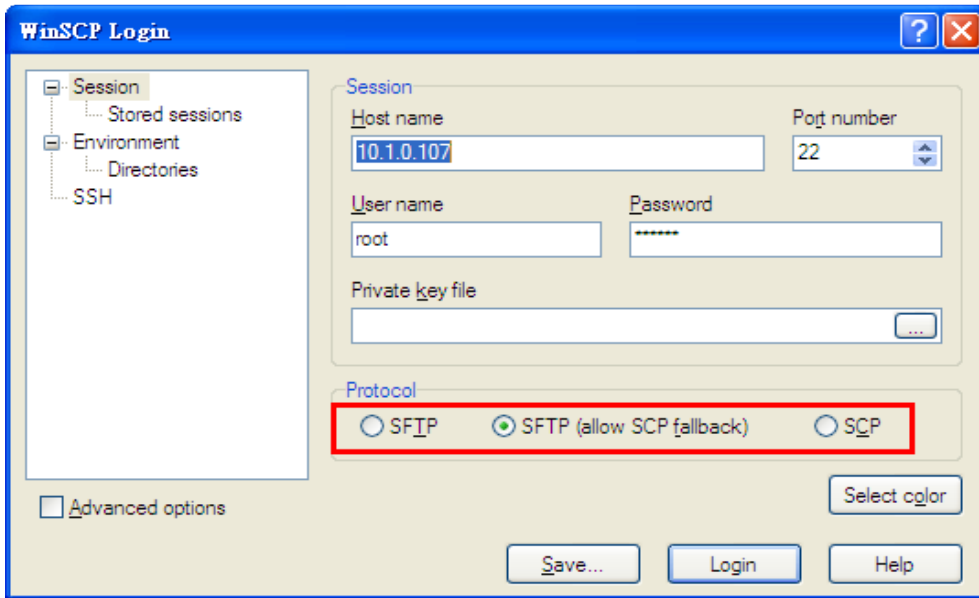 WinSCP Login
Session
Stored sessions
Environment
Directories
SSH
Advanced options
Session
Host name
Port number
10.1.0.107
22
User name
Password
root
******
Private key file
...
Protocol
SFTP
SFTP (allow SCP fallback)
SCP
Select color
Save...
Login
Help